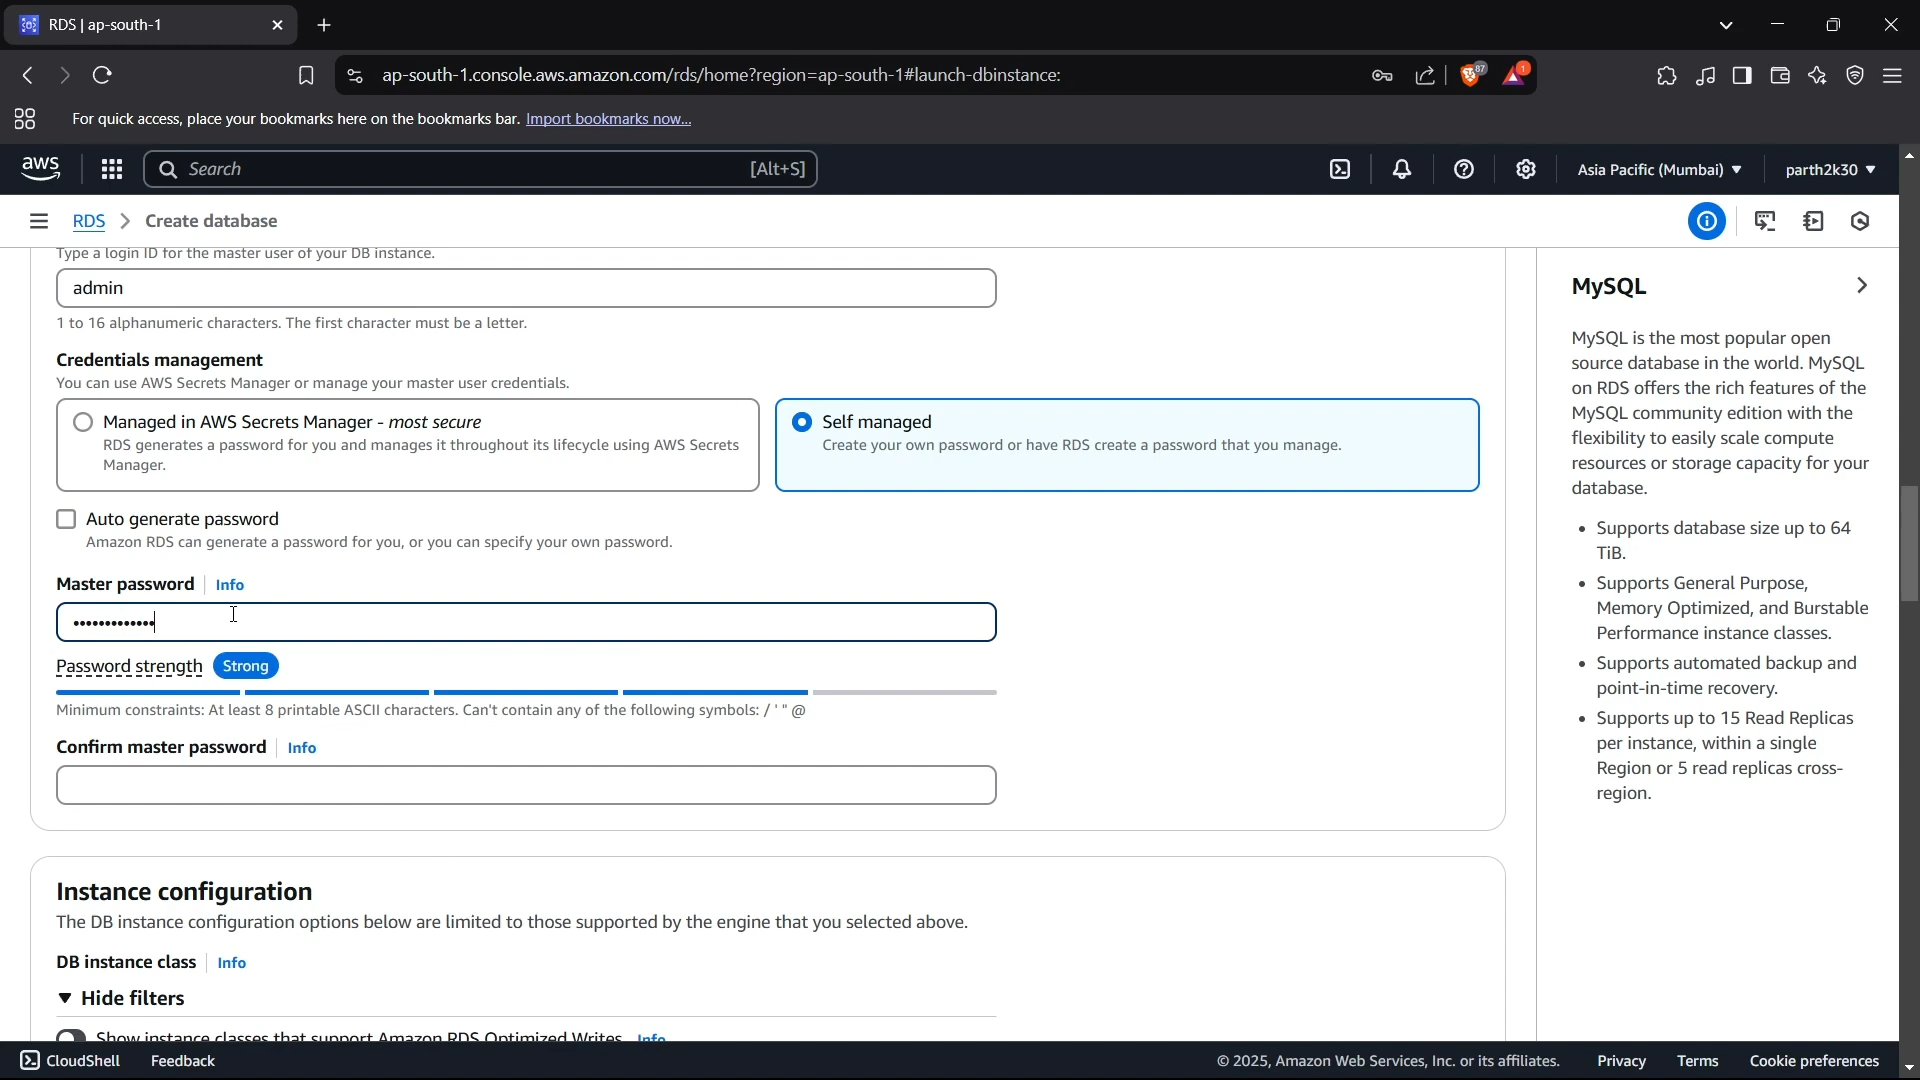 RDS | ap-south-1
ap-south-1.console.aws.amazon.com/rds/home?region=ap-south-1#launch-dbinstance:
87
1
For quick access, place your bookmarks here on the bookmarks bar. Import bookmarks now...
aws
Search
[Alt+S]
Asia Pacific (Mumbai)
parth2k30
RDS
Create database
Type a login ID for the master user of your DB instance.
admin
1 to 16 alphanumeric characters. The first character must be a letter.
Credentials management
You can use AWS Secrets Manager or manage your master user credentials.
Managed in AWS Secrets Manager - most secure
RDS generates a password for you and manages it throughout its lifecycle using AWS Secrets
Manager.
Self managed
Create your own password or have RDS create a password that you manage.
Auto generate password
Amazon RDS can generate a password for you, or you can specify your own password.
Master password
Info
•••••••••••••
Password strength
Strong
Minimum constraints: At least 8 printable ASCII characters. Can't contain any of the following symbols: / ' " @
Confirm master password
Info
Instance configuration
The DB instance configuration options below are limited to those supported by the engine that you selected above.
DB instance class
Info
Hide filters
Show instance classes that support Amazon RDS Optimized Writes
Info
MySQL
MySQL is the most popular open
source database in the world. MySQL
on RDS offers the rich features of the
MySQL community edition with the
flexibility to easily scale compute
resources or storage capacity for your
database.
• Supports database size up to 64
TiB.
• Supports General Purpose,
Memory Optimized, and Burstable
Performance instance classes.
• Supports automated backup and
point-in-time recovery.
• Supports up to 15 Read Replicas
per instance, within a single
Region or 5 read replicas cross-
region.
CloudShell
Feedback
© 2025, Amazon Web Services, Inc. or its affiliates.
Privacy
Terms
Cookie preferences